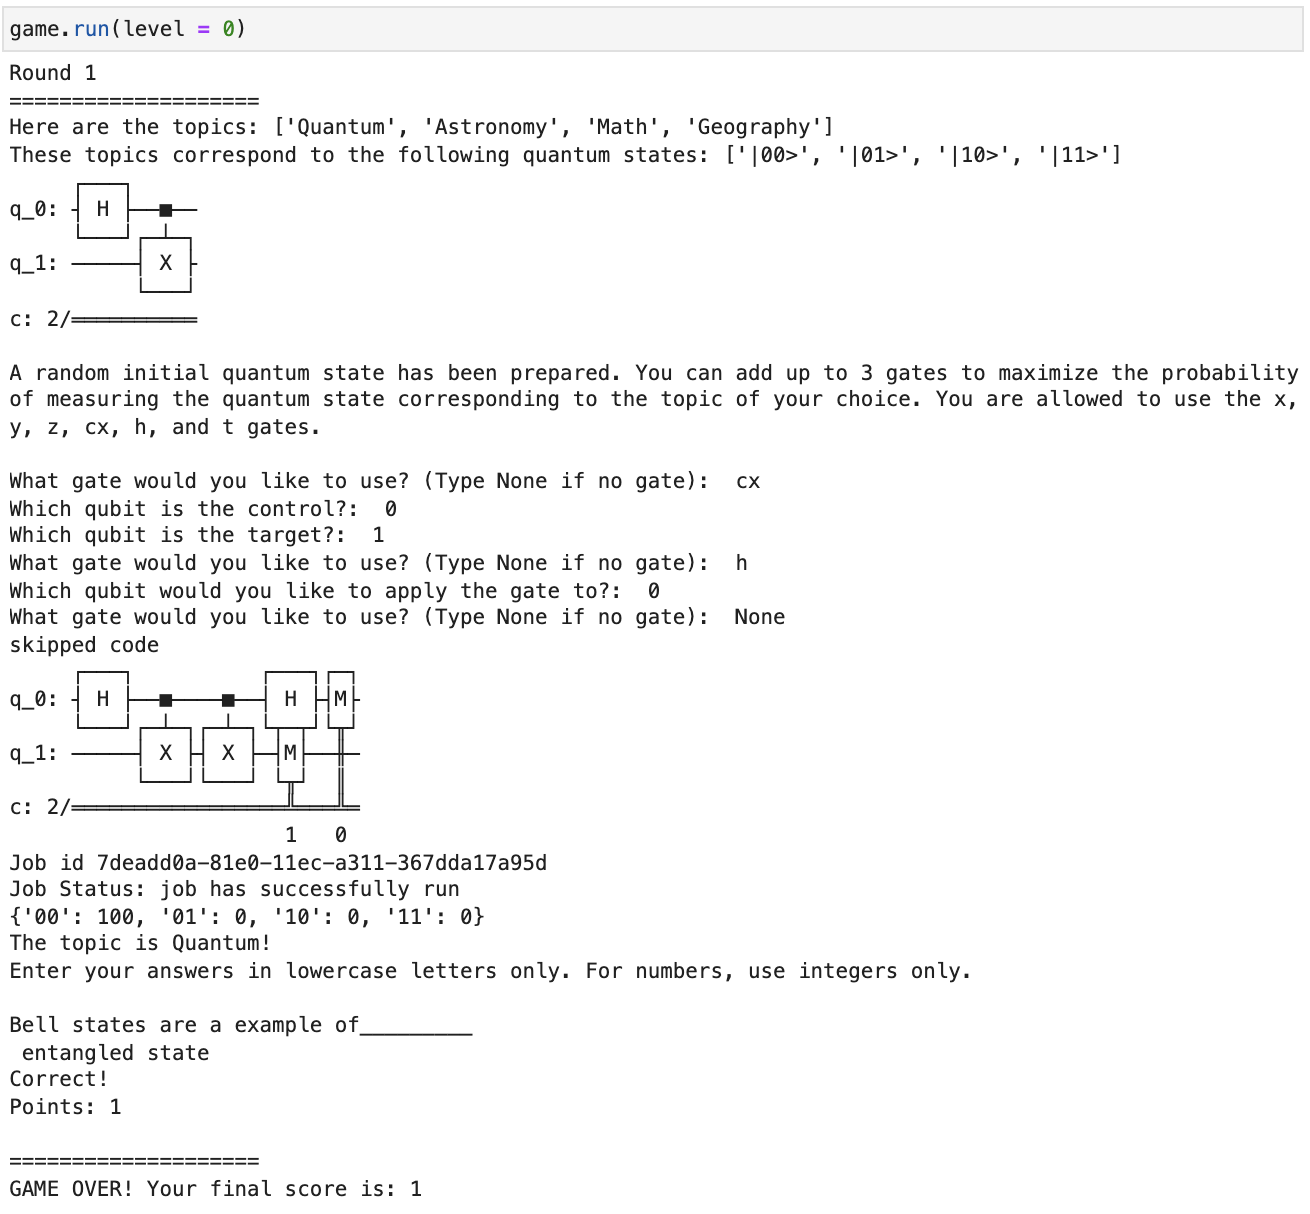 game.run(level = 0)
Round 1
====================
Here are the topics: ['Quantum', 'Astronomy', 'Math', 'Geography']
These topics correspond to the following quantum states: ['|00>', '|01>', '|10>', '|11>']
q_0: H ■
q_1: X
c: 2/
A random initial quantum state has been prepared. You can add up to 3 gates to maximize the probability
of measuring the quantum state corresponding to the topic of your choice. You are allowed to use the x,
y, z, cx, h, and t gates.
What gate would you like to use? (Type None if no gate):  cx
Which qubit is the control?:  0
Which qubit is the target?:  1
What gate would you like to use? (Type None if no gate):  h
Which qubit would you like to apply the gate to?:  0
What gate would you like to use? (Type None if no gate):  None
skipped code
q_0: H ■ ■ H M
q_1: X X M
c: 2/
1 0
Job id 7deadd0a-81e0-11ec-a311-367dda17a95d
Job Status: job has successfully run
{'00': 100, '01': 0, '10': 0, '11': 0}
The topic is Quantum!
Enter your answers in lowercase letters only. For numbers, use integers only.
Bell states are a example of_________
entangled state
Correct!
Points: 1
====================
GAME OVER! Your final score is: 1